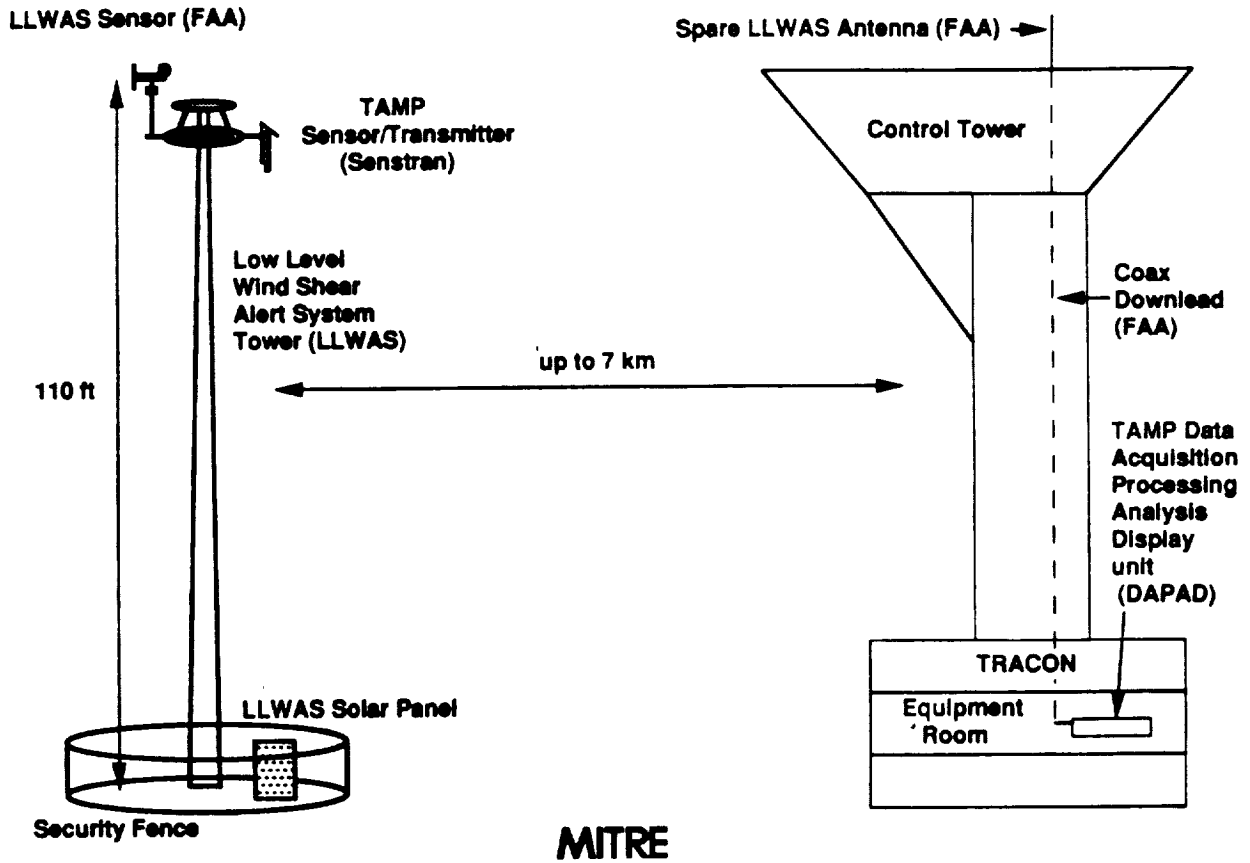 LLWAS Sensor (FAA)
TAMP
Sensor/Transmitter
(Senstran)
Low Level
Wind Shear
Alert System
Tower (LLWAS)
110 ft
LLWAS Solar Panel
Security Fence
up to 7 km
Spare LLWAS Antenna (FAA)
Control Tower
Coax
Downlead
(FAA)
TAMP Data
Acquisition
Processing
Analysis
Display
unit
(DAPAD)
TRACON
Equipment
Room
MITRE